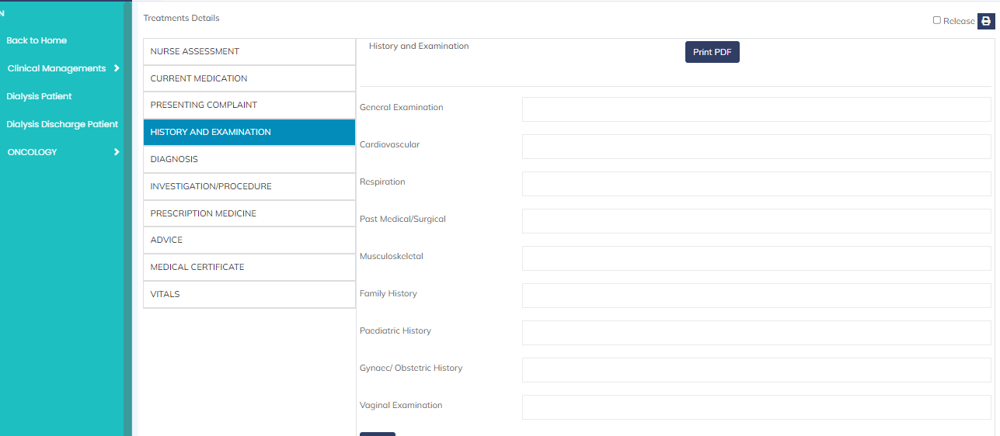 N
Back to Home
Clinical Managements
Dialysis Patient
Dialysis Discharge Patient
ONCOLOGY
Treatments Details
Release
NURSE ASSESSMENT
CURRENT MEDICATION
PRESENTING COMPLAINT
HISTORY AND EXAMINATION
DIAGNOSIS
INVESTIGATION/PROCEDURE
PRESCRIPTION MEDICINE
ADVICE
MEDICAL CERTIFICATE
VITALS
History and Examination
Print PDF
General Examination
Cardiovascular
Respiration
Past Medical/Surgical
Musculoskeletal
Family History
Paediatric History
Gynaec/ Obstetric History
Vaginal Examination